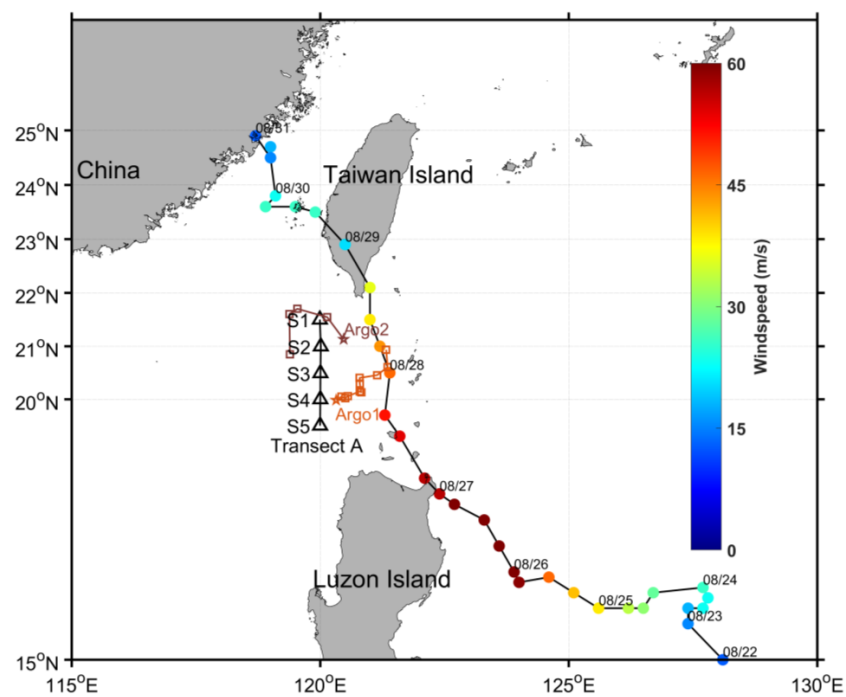 60
08/31
25°N
China
Taiwan Island
24°N
08/30
45
23°N
08/29
22°N
30
Windspeed (m/s)
S1
Argo2
21°N
S2
08/28
S3
20°N
S4
Argo1
S5
Transect A
15
08/27
0
08/26
Luzon Island
08/24
08/25
08/23
08/22
15°N
115°E
120°E
125°E
130°E